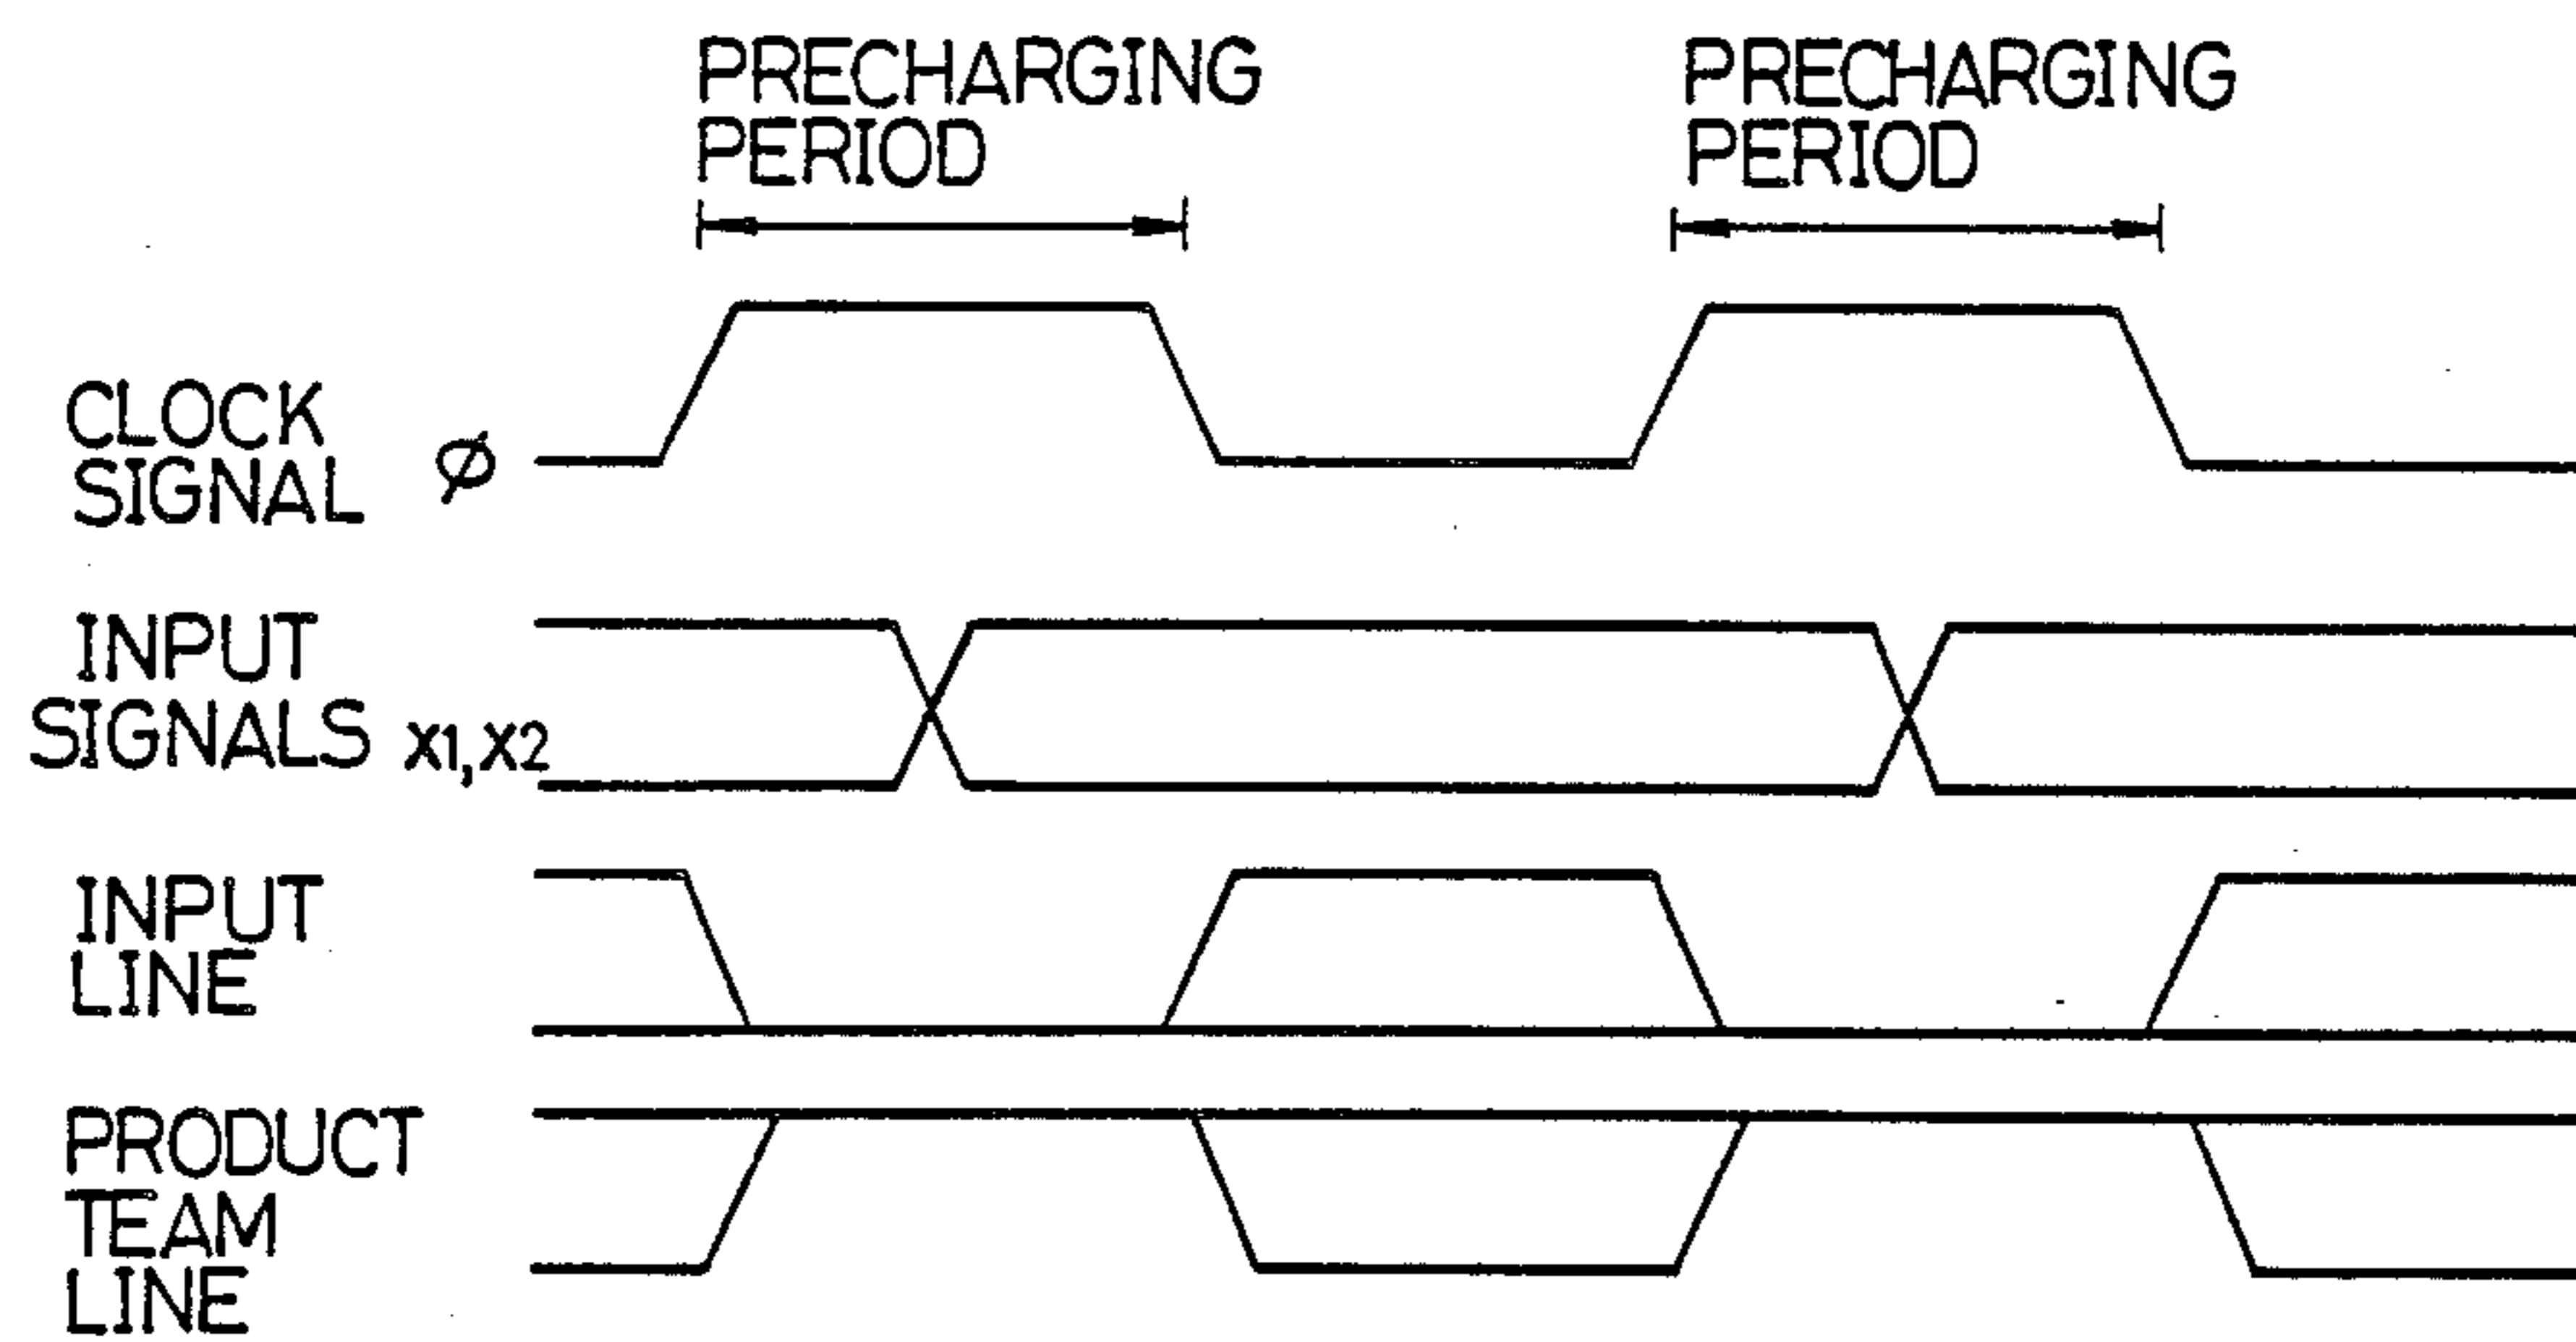 PRECHARGING
PERIOD
PRECHARGING
PERIOD
CLOCK
SIGNAL Ø
INPUT
SIGNALS X1,X2
INPUT
LINE
PRODUCT
TEAM
LINE